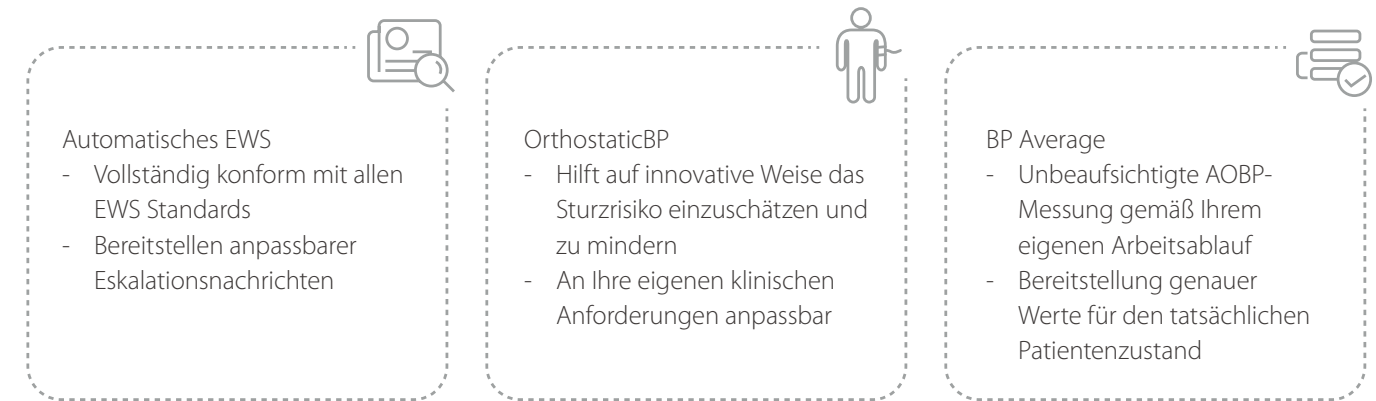 Automatisches EWS
- Vollständig konform mit allen
EWS Standards
- Bereitstellen anpassbarer
Eskalationsnachrichten
OrthostaticBP
- Hilft auf innovative Weise das
Sturzrisiko einzuschätzen und
zu mindern
- An Ihre eigenen klinischen
Anforderungen anpassbar
BP Average
- Unbeaufsichtigte AOBP-
Messung gemäß Ihrem
eigenen Arbeitsablauf
- Bereitstellung genauer
Werte für den tatsächlichen
Patientenzustand